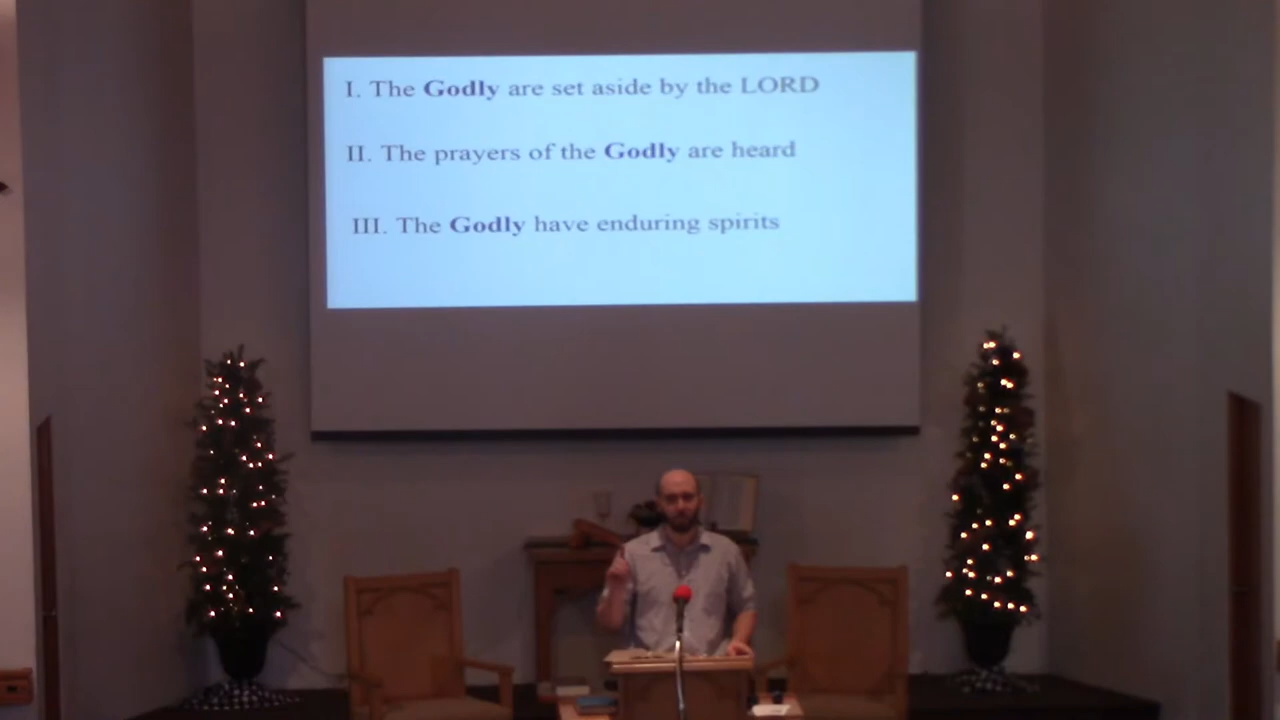 I. The Godly are set aside by the LORD
II. The prayers of the Godly are heard
III. The Godly have enduring spirits